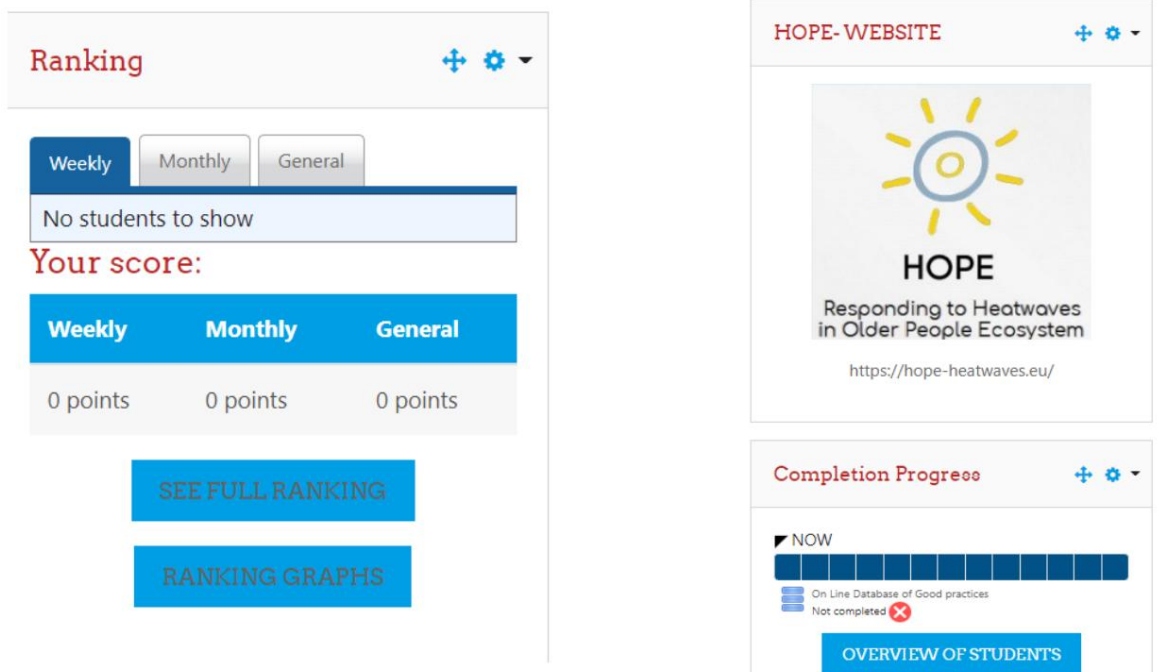 Ranking
Weekly Monthly General
No students to show
Your score:
Weekly Monthly General
0 points 0 points 0 points
SEE FULL RANKING
RANKING GRAPHS
HOPE- WEBSITE
HOPE
Responding to Heatwaves
in Older People Ecosystem
https://hope-heatwaves.eu/
Completion Progress
NOW
On Line Database of Good practices
Not completed
OVERVIEW OF STUDENTS